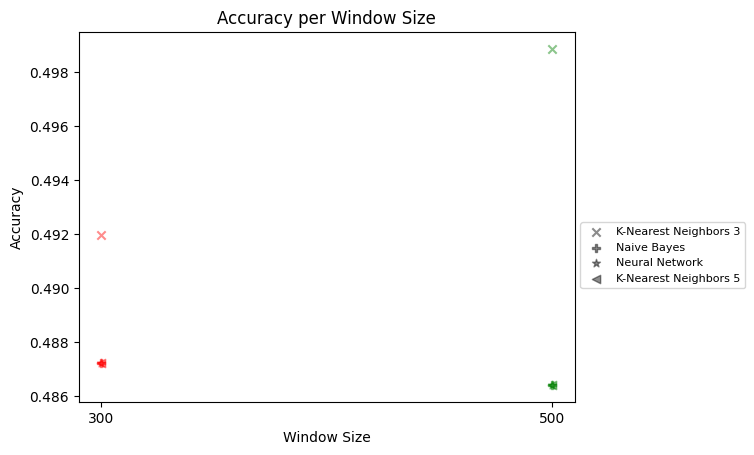 Accuracy per Window Size
Accuracy
0.498
0.496
0.494
0.492
0.490
0.488
0.486
300
500
Window Size
K-Nearest Neighbors 3
Naive Bayes
Neural Network
K-Nearest Neighbors 5